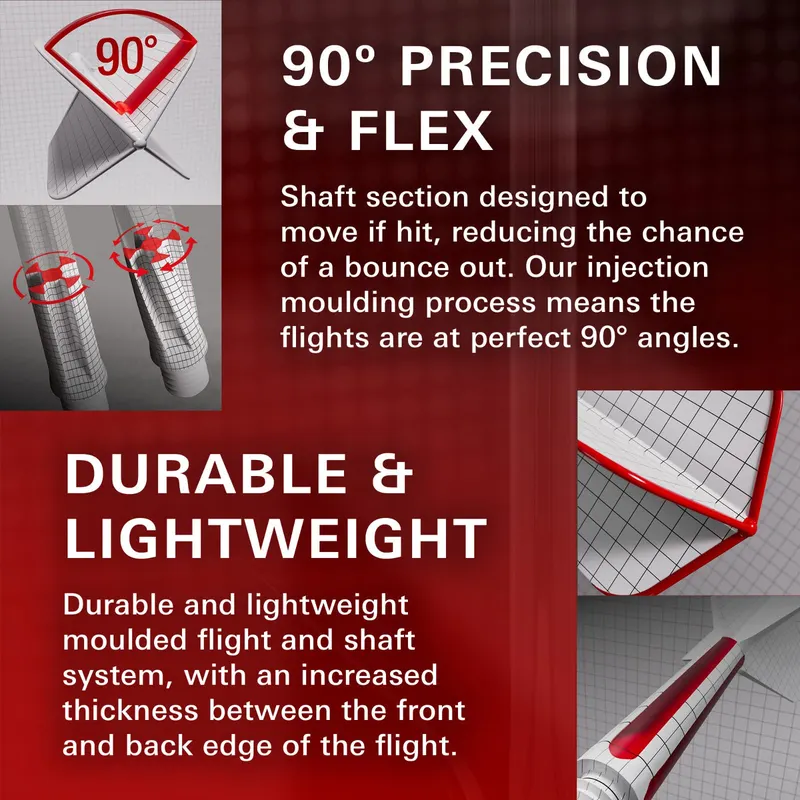 90°
90º PRECISION
& FLEX
Shaft section designed to
move if hit, reducing the chance
of a bounce out. Our injection
moulding process means the
flights are at perfect 90° angles.
DURABLE &
LIGHTWEIGHT
Durable and lightweight
moulded flight and shaft
system, with an increased
thickness between the front
and back edge of the flight.